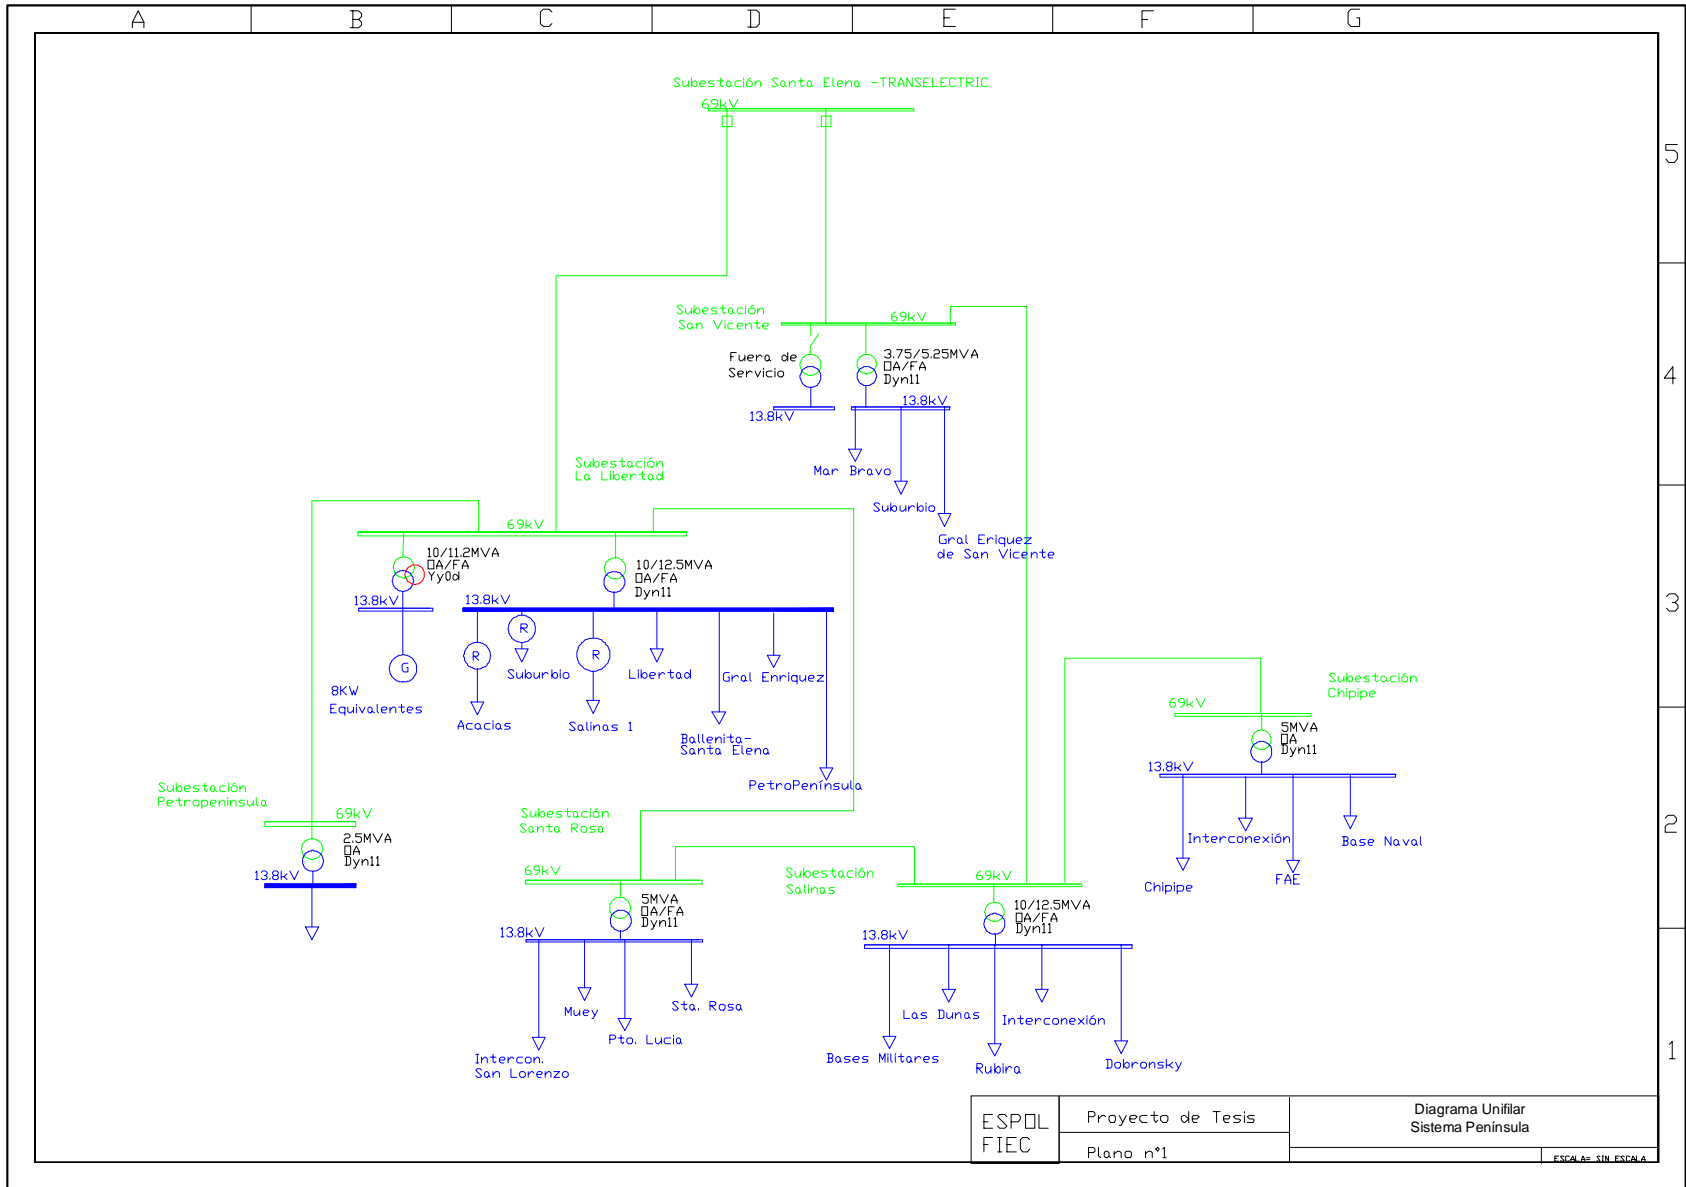 A B C D E F G
Subestación Santa Elena -TRANSELECTRIC
69kV
5
Subestación
San Vicente
69kV
Fuera de
Servicio
3.75/5.25MVA
OA/FA
Dyn11
4
13.8kV
13.8kV
Mar Bravo
Suburbio
Gral Eriquez
de San Vicente
Subestación
La Libertad
69kV
10/11.2MVA
OA/FA
Yy0d
10/12.5MVA
OA/FA
Dyn11
13.8kV
13.8kV
3
R
R
R
G
8KW
Equivalentes
Acacias
Suburbio
Salinas 1
Libertad
Ballenita-
Santa Elena
Gral Enriquez
PetroPenínsula
Subestación
Chipipe
69kV
5MVA
OA
Dyn11
13.8kV
Chipipe
Interconexión
FAE
Base Naval
2
Subestación
Petropeninsula
69kV
2.5MVA
OA
Dyn11
13.8kV
Subestación
Santa Rosa
69kV
5MVA
OA/FA
Dyn11
13.8kV
Intercon.
San Lorenzo
Muey
Pto. Lucia
Sta. Rosa
Subestación
Salinas
69kV
10/12.5MVA
OA/FA
Dyn11
13.8kV
Bases Militares
Las Dunas
Rubira
Interconexión
Dobronsky
1
ESPOL
FIEC
Proyecto de Tesis
Plano n°1
Diagrama Unifilar
Sistema Península
ESCALA= SIN ESCALA